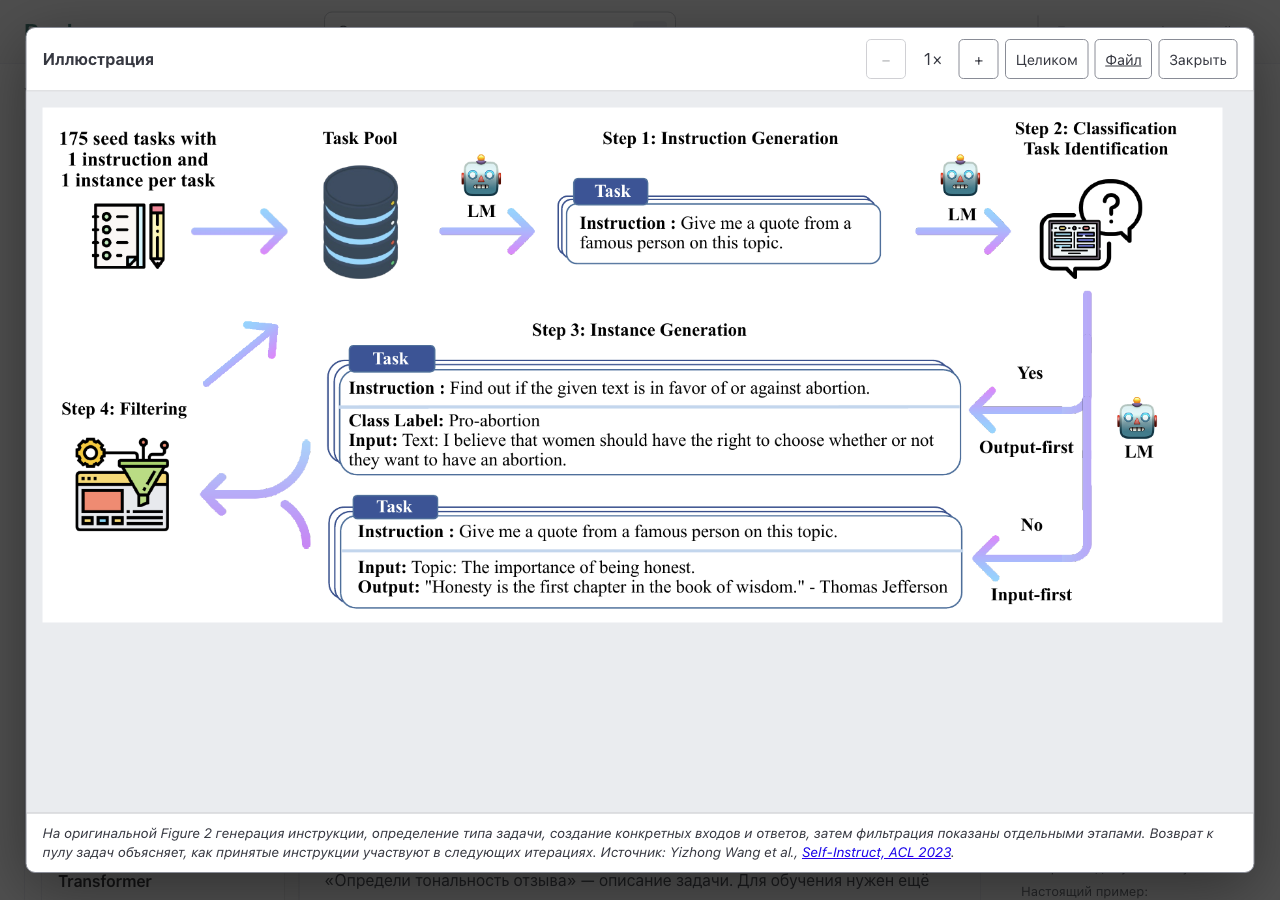 Иллюстрация
−
1×
+
Целиком
Файл
Закрыть
175 seed tasks with
1 instruction and
1 instance per task
Task Pool
LM
Step 1: Instruction Generation
Task
Instruction : Give me a quote from a
famous person on this topic.
LM
Step 2: Classification
Task Identification
Step 3: Instance Generation
Task
Instruction : Find out if the given text is in favor of or against abortion.
Class Label: Pro-abortion
Input: Text: I believe that women should have the right to choose whether or not
they want to have an abortion.
Yes
Output-first
LM
Step 4: Filtering
Task
Instruction : Give me a quote from a famous person on this topic.
Input: Topic: The importance of being honest.
Output: "Honesty is the first chapter in the book of wisdom." - Thomas Jefferson
No
Input-first
На оригинальной Figure 2 генерация инструкции, определение типа задачи, создание конкретных входов и ответов, затем фильтрация показаны отдельными этапами. Возврат к
пулу задач объясняет, как принятые инструкции участвуют в следующих итерациях. Источник: Yizhong Wang et al., Self-Instruct, ACL 2023.
Transformer
«Определи тональность отзыва» — описание задачи. Для обучения нужен ещё
Настоящий пример: